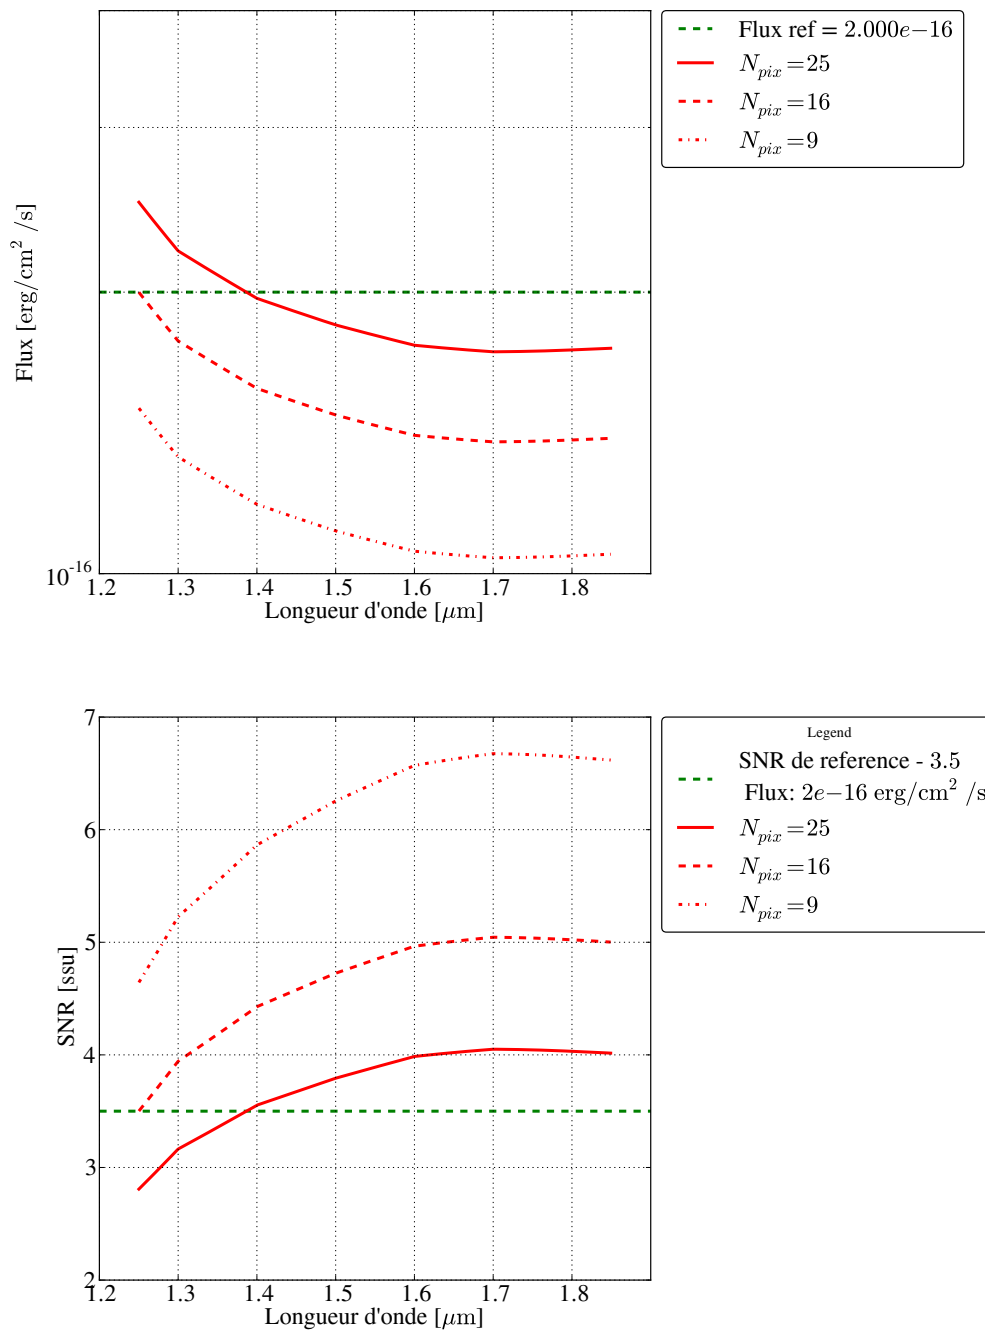 Flux ref = 2.000e−16
N_pix=25
N_pix=16
N_pix=9
Flux [erg/cm² /s]
10⁻¹⁶
1.2 1.3 1.4 1.5 1.6 1.7 1.8
Longueur d'onde [μm]
7
6
5
4
3
2
SNR [ssu]
Legend
SNR de reference - 3.5
Flux: 2e−16 erg/cm² /s
N_pix=25
N_pix=16
N_pix=9
1.2 1.3 1.4 1.5 1.6 1.7 1.8
Longueur d'onde [μm]